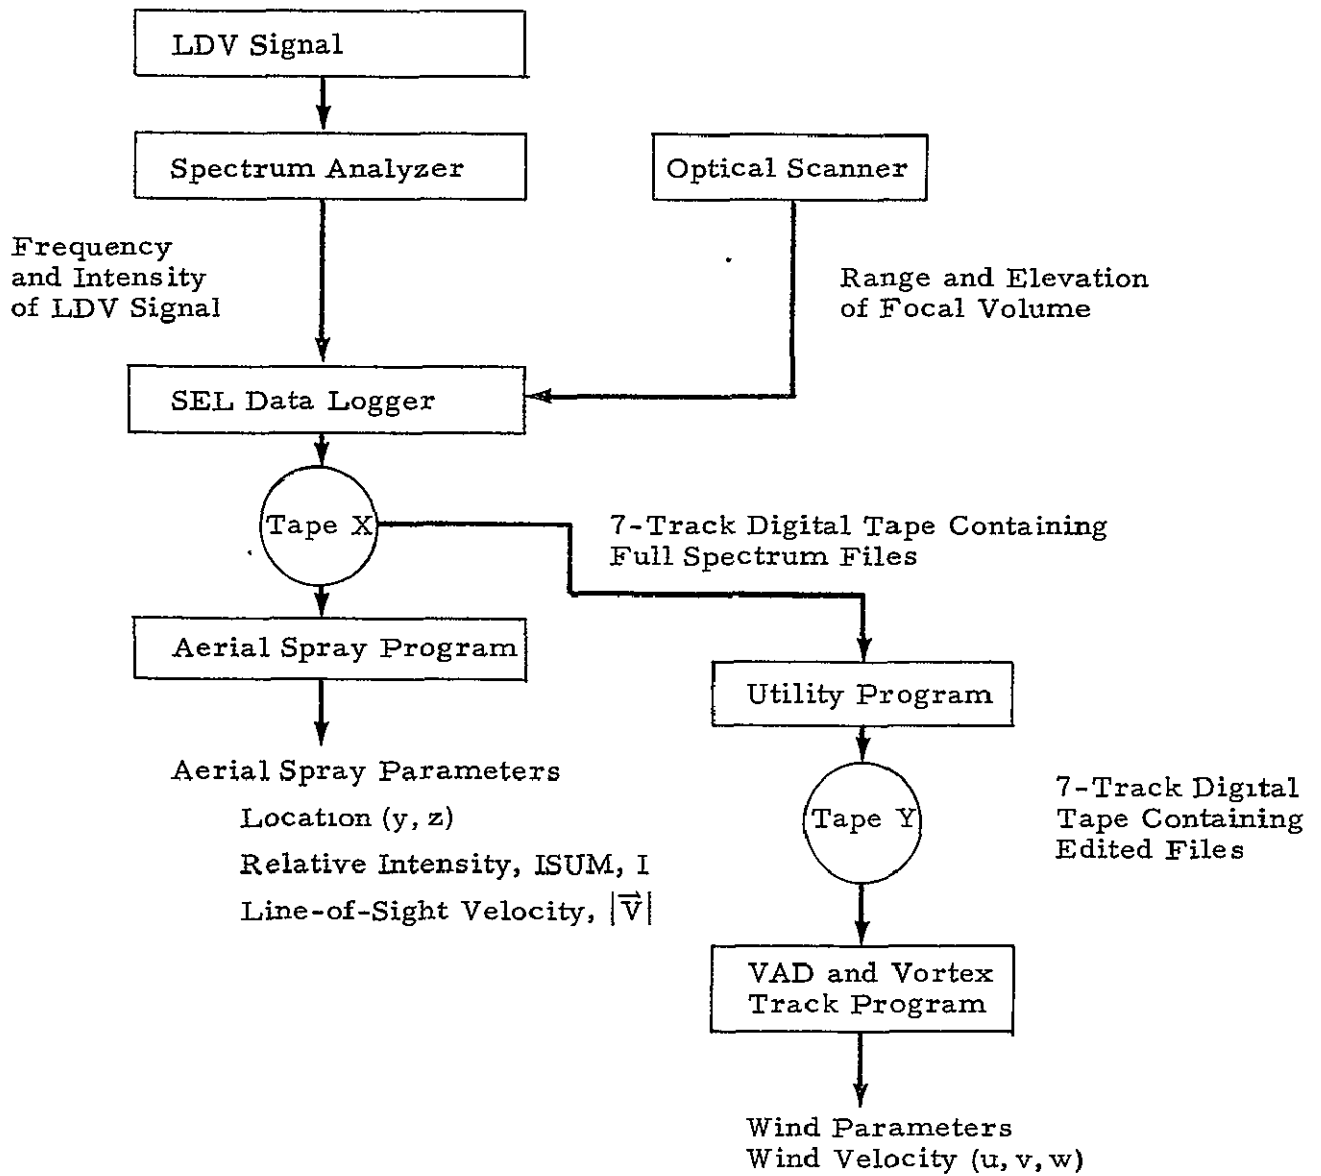 LDV Signal
Spectrum Analyzer
Optical Scanner
Frequency
and Intensity
of LDV Signal
Range and Elevation
of Focal Volume
SEL Data Logger
Tape X
7-Track Digital Tape Containing
Full Spectrum Files
Aerial Spray Program
Utility Program
Aerial Spray Parameters
Location (y, z)
Relative Intensity, ISUM, I
Line-of-Sight Velocity, |V⃗|
Tape Y
7-Track Digital
Tape Containing
Edited Files
VAD and Vortex
Track Program
Wind Parameters
Wind Velocity (u, v, w)